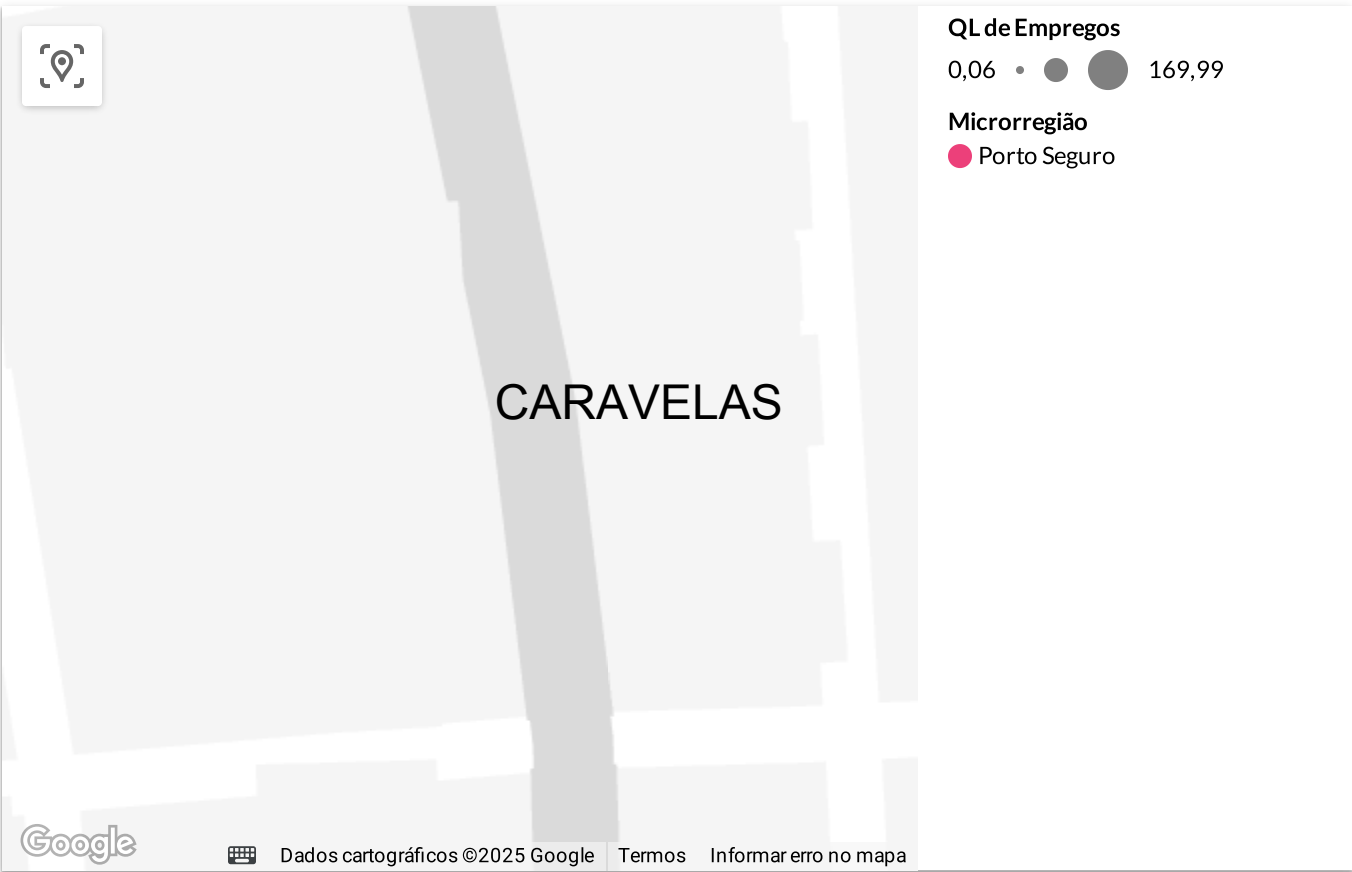 QL de Empregos
0,06 169,99
Microrregião
Porto Seguro
CARAVELAS
Google
Dados cartográficos ©2025 Google Termos Informar erro no mapa